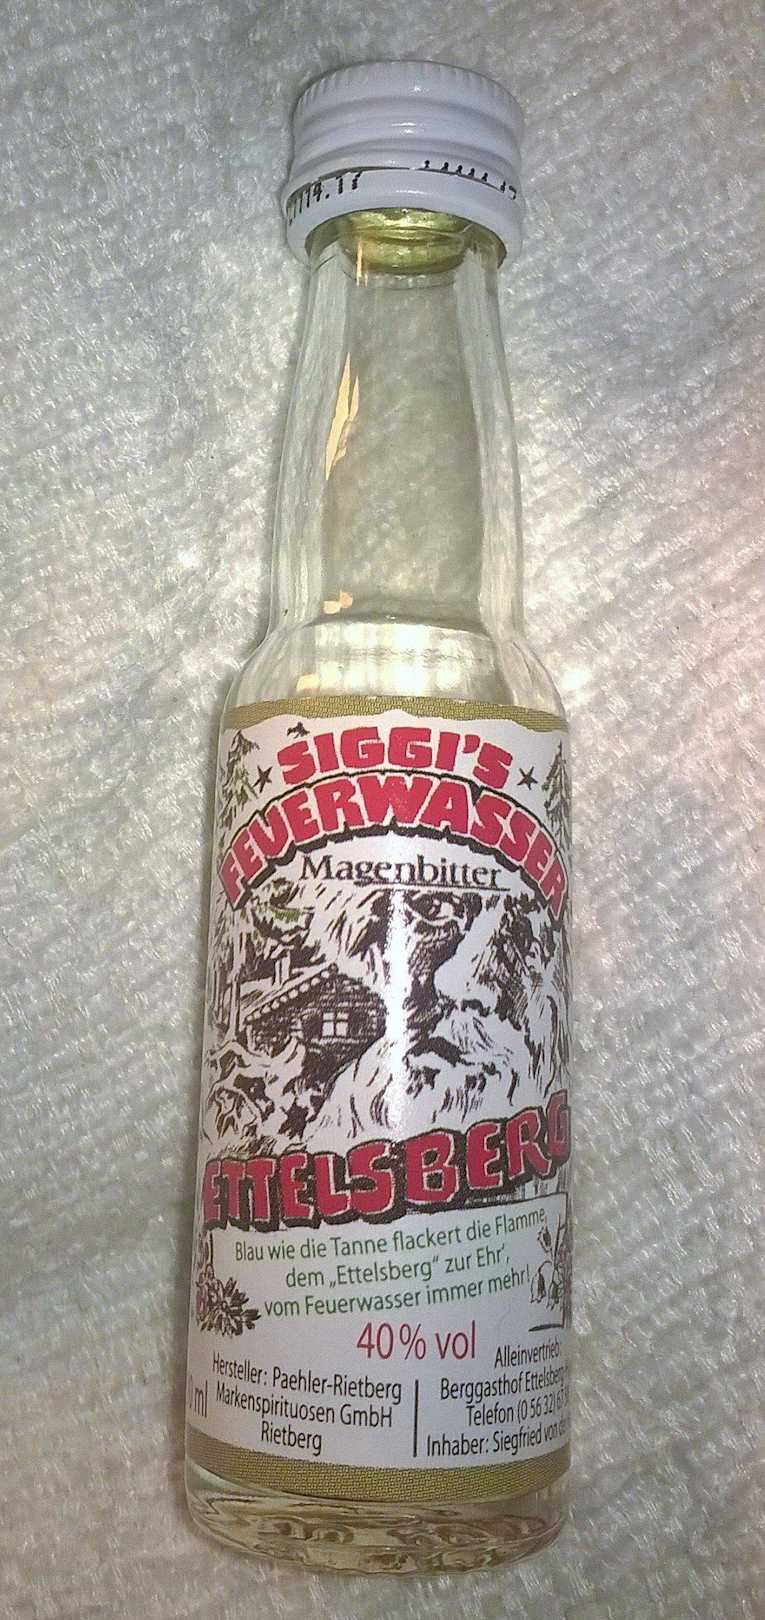 SIGGI'S
FEUERWASSER
Magenbitter
ETTELSBERG
Blau wie die Tanne flackert die Flamme,
dem „Ettelsberg" zur Ehr',
vom Feuerwasser immer mehr!
40% vol
ml
Hersteller: Paehler-Rietberg
Markenspirituosen GmbH
Rietberg
Alleinvertrieb:
Berggasthof Ettelsberg
Telefon (0 56 32)
Inhaber: Siegfried von